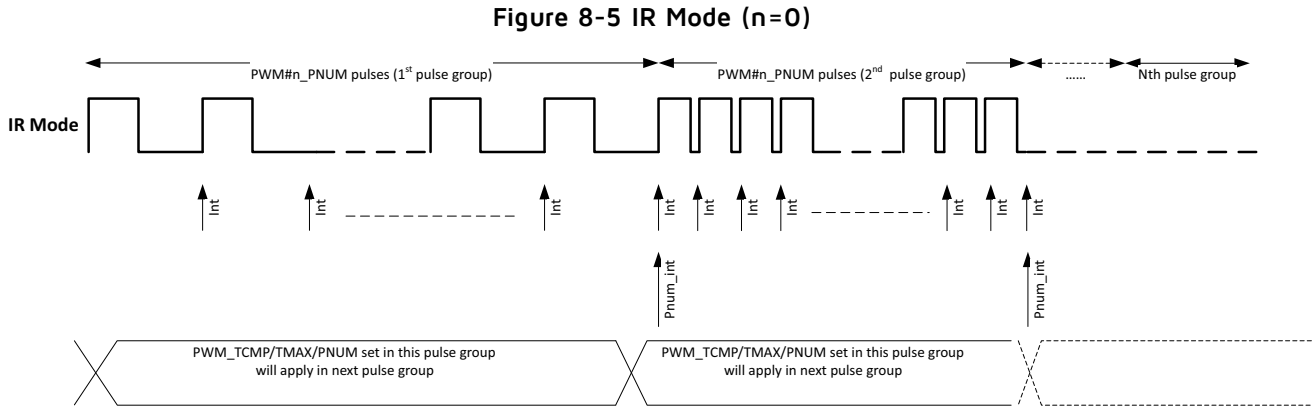 Figure 8-5 IR Mode (n=0)
PWM#n_PNUM pulses (1st pulse group)
PWM#n_PNUM pulses (2nd pulse group)
......
Nth pulse group
IR Mode
Int
Int
Int
Int
Int
Int
Int
Int
Int
Int
Pnum_int
Pnum_int
PWM_TCMP/TMAX/PNUM set in this pulse group
will apply in next pulse group
PWM_TCMP/TMAX/PNUM set in this pulse group
will apply in next pulse group